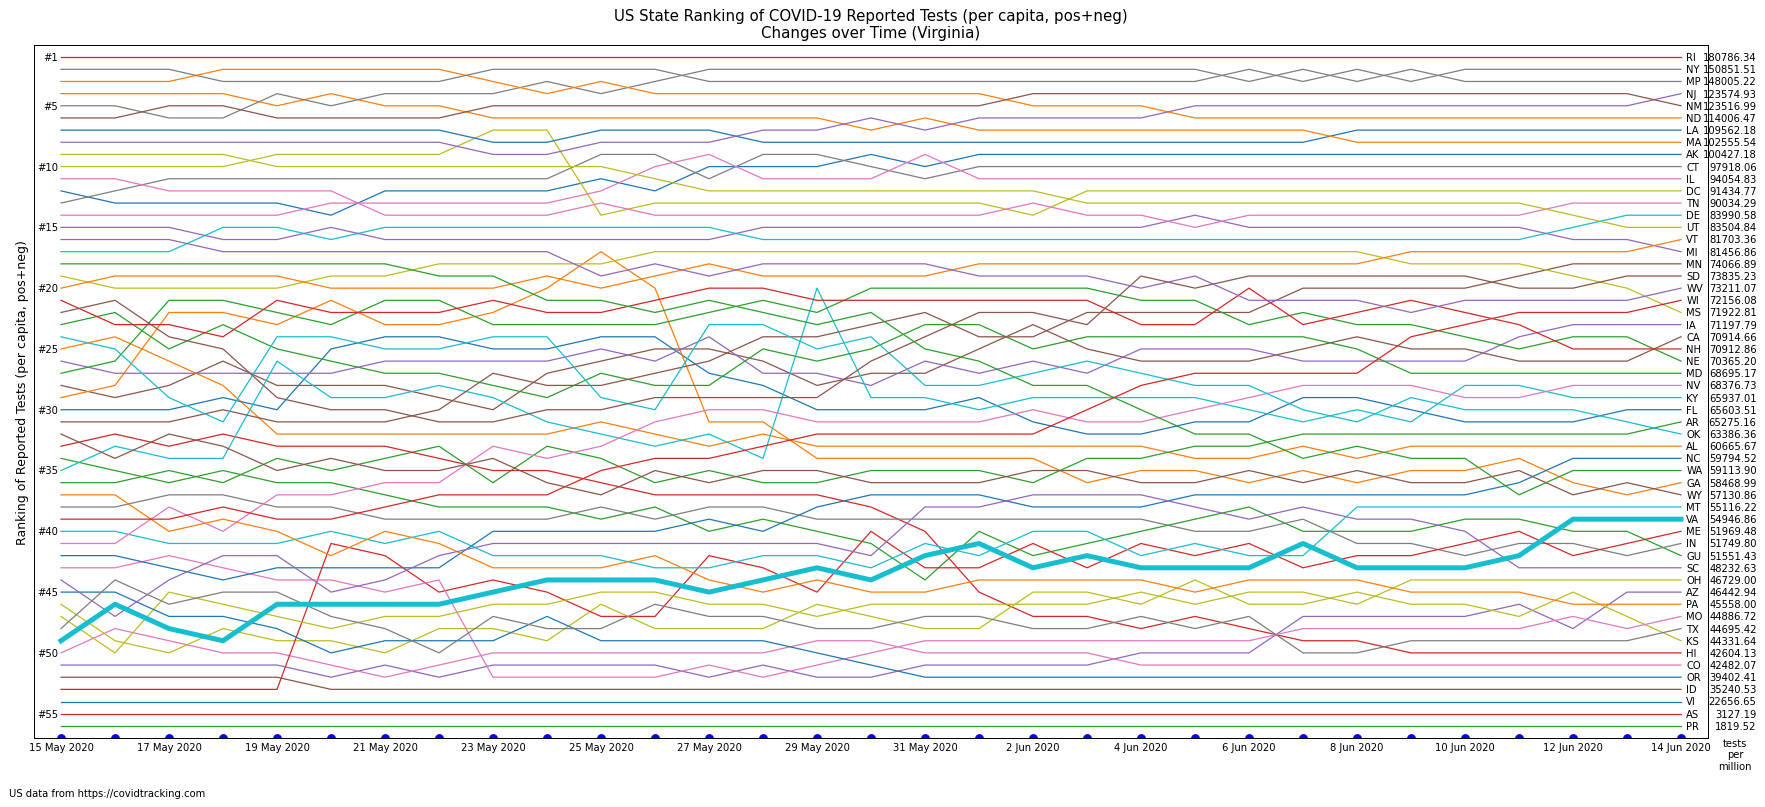 US State Ranking of COVID-19 Reported Tests (per capita, pos+neg)
Changes over Time (Virginia)
Ranking of Reported Tests (per capita, pos+neg)
#1
#5
#10
#15
#20
#25
#30
#35
#40
#45
#50
#55
RI 180786.34
NY 150851.51
MP 148005.22
NJ 123574.93
NM 123516.99
ND 114006.47
LA 109562.18
MA 102555.54
AK 100427.18
CT 97918.06
IL 94054.83
DC 91434.77
TN 90034.29
DE 83990.58
UT 83504.84
VT 81703.36
MI 81456.86
MN 74066.89
SD 73835.23
WV 73211.07
WI 72156.08
MS 71922.81
IA 71197.79
CA 70914.66
NH 70912.86
NE 70365.20
MD 68695.17
NV 68376.73
KY 65937.01
FL 65603.51
AR 65275.16
OK 63386.36
AL 60665.67
NC 59794.52
WA 59113.90
GA 58468.99
WY 57130.86
MT 55116.22
VA 54946.86
ME 51969.48
IN 51749.80
GU 51551.43
SC 48232.63
OH 46729.00
AZ 46442.94
PA 45558.00
MO 44886.72
TX 44695.42
KS 44331.64
HI 42604.13
CO 42482.07
OR 39402.41
ID 35240.53
VI 22656.65
AS 3127.19
PR 1819.52
15 May 2020 17 May 2020 19 May 2020 21 May 2020 23 May 2020 25 May 2020 27 May 2020 29 May 2020 31 May 2020 2 Jun 2020 4 Jun 2020 6 Jun 2020 8 Jun 2020 10 Jun 2020 12 Jun 2020 14 Jun 2020
tests
per
million
US data from https://covidtracking.com